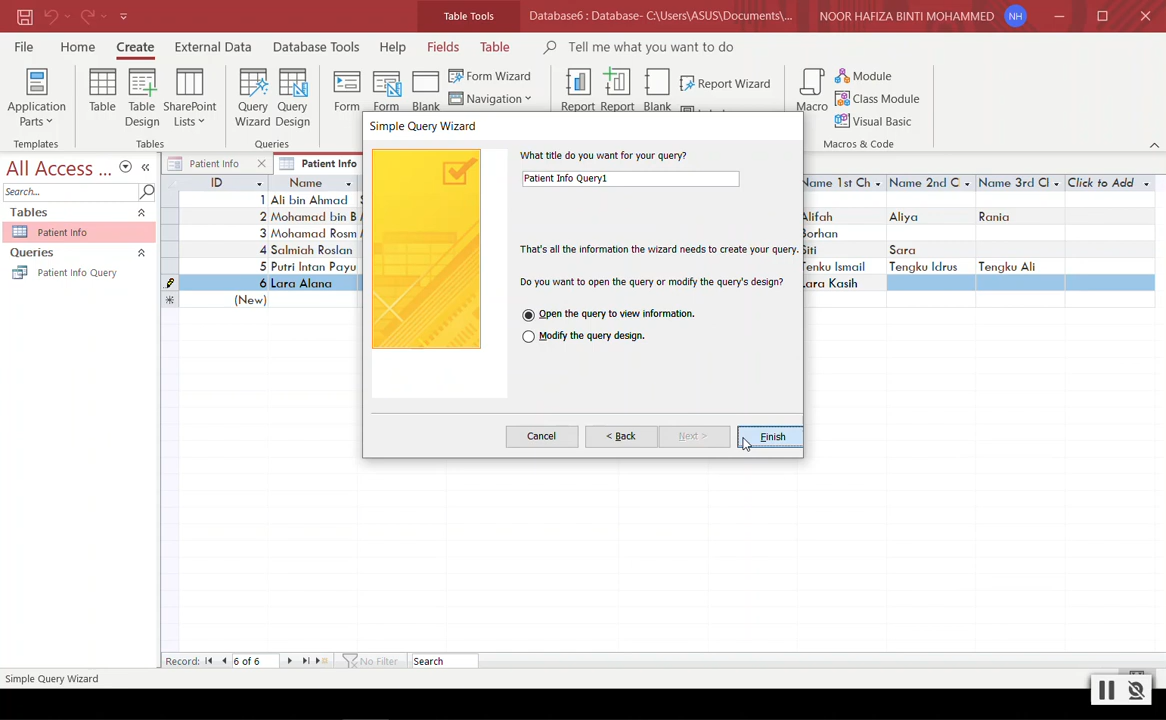 Table Tools
Database6 : Database- C:\Users\ASUS\Documents\...
NOOR HAFIZA BINTI MOHAMMED
NH
File Home Create External Data Database Tools Help Fields Table Tell me what you want to do
Application Parts
Table
Table Design
SharePoint Lists
Query Wizard
Query Design
Form
Form
Blank
Form Wizard
Navigation
Report
Report
Blank
Report Wizard
Macro
Module
Class Module
Visual Basic
Templates
Tables
Queries
Macros & Code
All Access ...
Search...
Tables
Patient Info
Queries
Patient Info Query
Patient Info
Patient Info
ID Name
Name 1st Ch Name 2nd C Name 3rd Cl Click to Add
1 Ali bin Ahmad
2 Mohamad bin B Alifah Aliya Rania
3 Mohamad Rosm Borhan
4 Salmiah Roslan Siti Sara
5 Putri Intan Payu Tenku Ismail Tengku Idrus Tengku Ali
6 Lara Alana Lara Kasih
(New)
Simple Query Wizard
What title do you want for your query?
Patient Info Query1
That's all the information the wizard needs to create your query.
Do you want to open the query or modify the query's design?
Open the query to view information.
Modify the query design.
Cancel < Back Next > Finish
Record: 6 of 6 No Filter Search
Simple Query Wizard